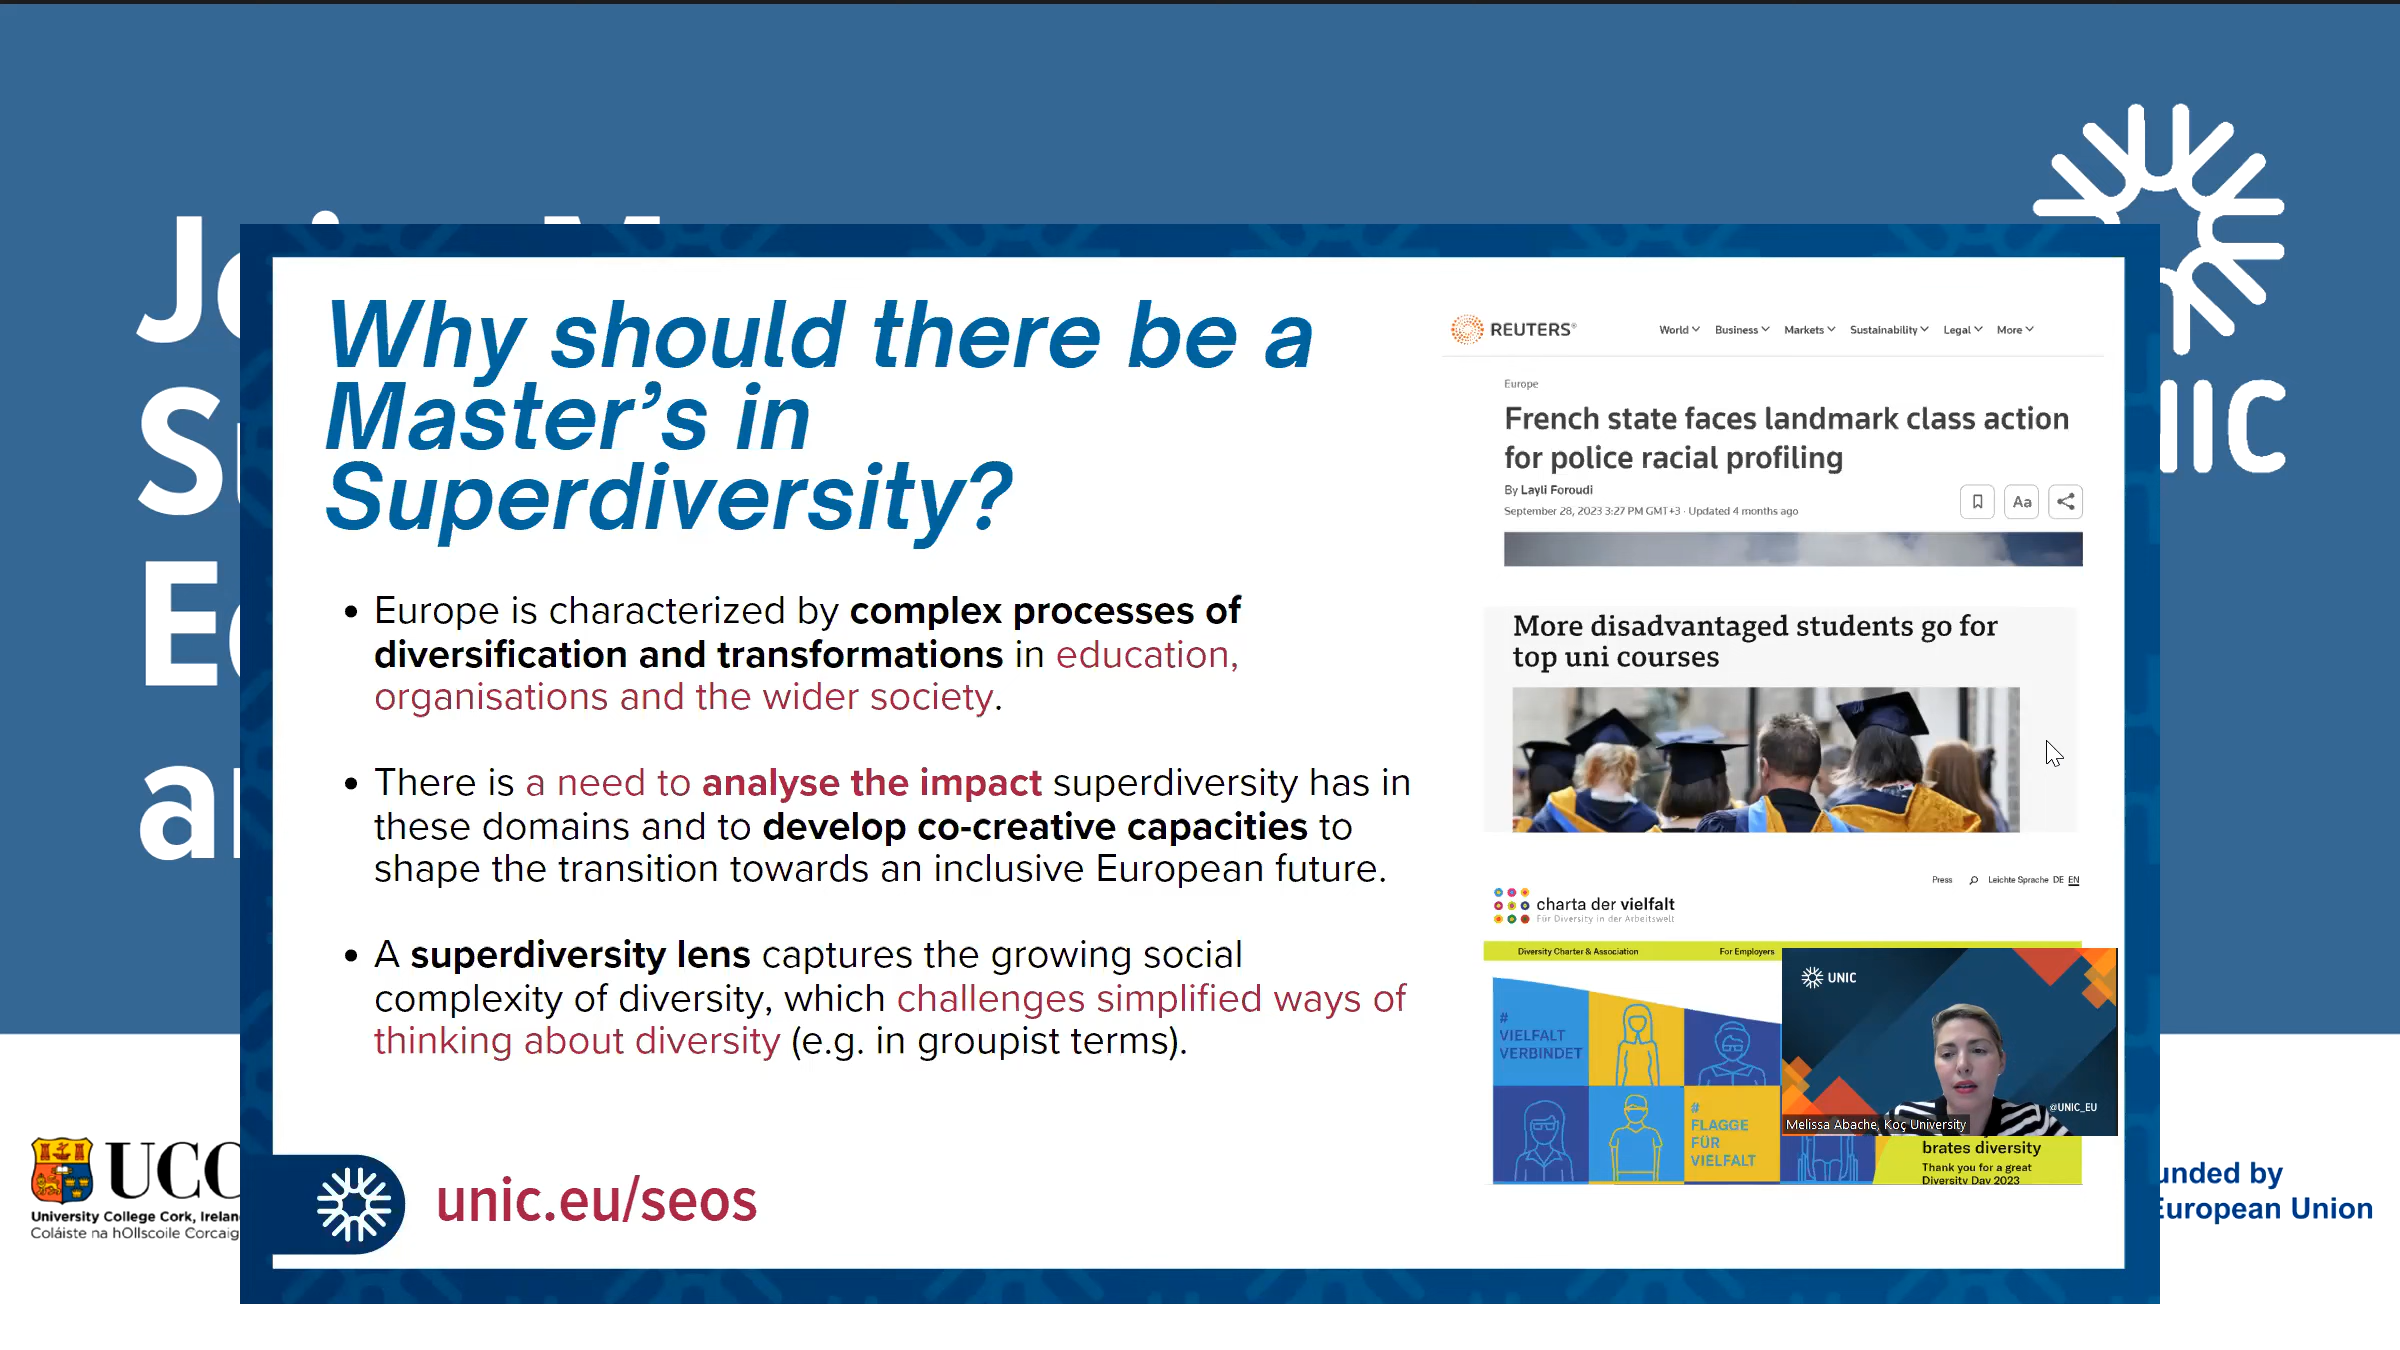 Why should there be a
Master's in
Superdiversity?
• Europe is characterized by complex processes of
diversification and transformations in education,
organisations and the wider society.
• There is a need to analyse the impact superdiversity has in
these domains and to develop co-creative capacities to
shape the transition towards an inclusive European future.
• A superdiversity lens captures the growing social
complexity of diversity, which challenges simplified ways of
thinking about diversity (e.g. in groupist terms).
unic.eu/seos
REUTERS®
World Business Markets Sustainability Legal More
Europe
French state faces landmark class action
for police racial profiling
By Layli Foroudi
September 28, 2023 3:27 PM GMT+3 · Updated 4 months ago
Aa
More disadvantaged students go for
top uni courses
Press Leichte Sprache DE EN
charta der vielfalt
Für Diversity in der Arbeitswelt
Diversity Charter & Association For Employers
#
VIELFALT
VERBINDET
#
FLAGGE
FÜR
VIELFALT
UNIC
@UNIC_EU
Melissa Abache, Koç University
brates diversity
Thank you for a great
Diversity Day 2023
UCC
University College Cork, Irelan
Coláiste na hOllscoile Corcaig
unded by
European Union